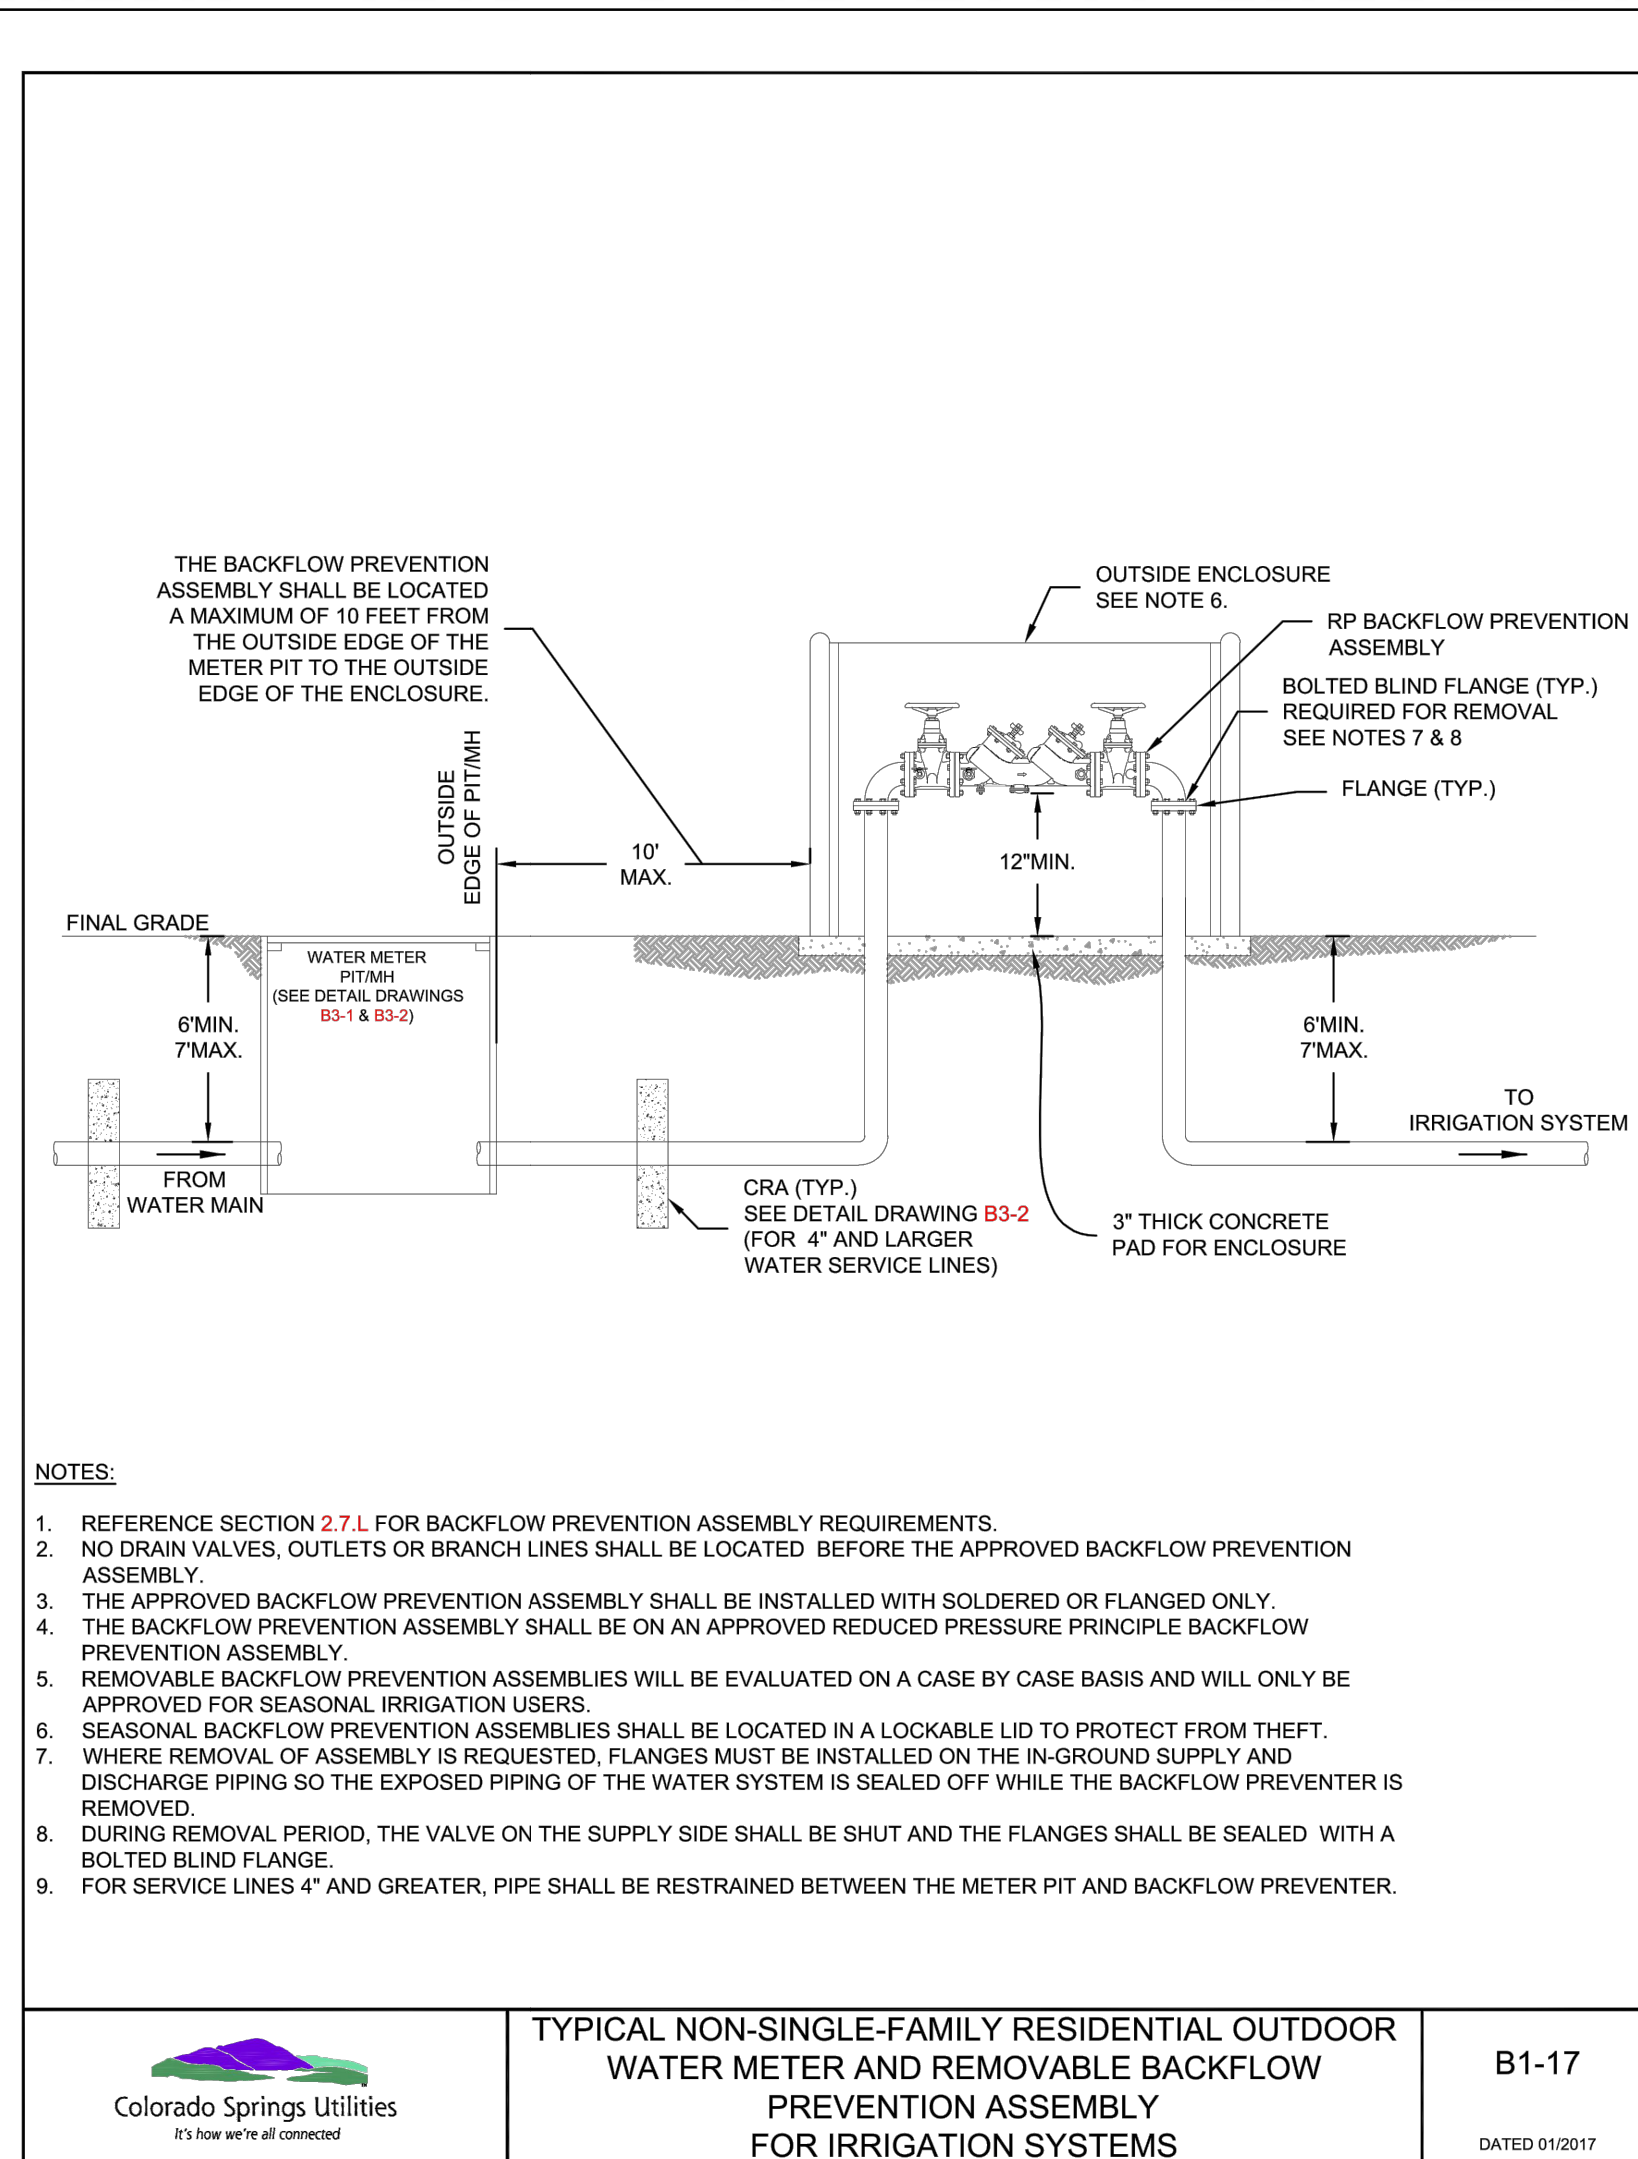 THE BACKFLOW PREVENTION
ASSEMBLY SHALL BE LOCATED
A MAXIMUM OF 10 FEET FROM
THE OUTSIDE EDGE OF THE
METER PIT TO THE OUTSIDE
EDGE OF THE ENCLOSURE.
OUTSIDE ENCLOSURE
SEE NOTE 6.
RP BACKFLOW PREVENTION
ASSEMBLY
BOLTED BLIND FLANGE (TYP.)
REQUIRED FOR REMOVAL
SEE NOTES 7 & 8
FLANGE (TYP.)
OUTSIDE
EDGE OF PIT/MH
10'
MAX.
12"MIN.
FINAL GRADE
WATER METER
PIT/MH
(SEE DETAIL DRAWINGS
B3-1 & B3-2)
6'MIN.
7'MAX.
6'MIN.
7'MAX.
TO
IRRIGATION SYSTEM
FROM
WATER MAIN
CRA (TYP.)
SEE DETAIL DRAWING B3-2
(FOR 4" AND LARGER
WATER SERVICE LINES)
3" THICK CONCRETE
PAD FOR ENCLOSURE
NOTES:
1. REFERENCE SECTION 2.7.L FOR BACKFLOW PREVENTION ASSEMBLY REQUIREMENTS.
2. NO DRAIN VALVES, OUTLETS OR BRANCH LINES SHALL BE LOCATED BEFORE THE APPROVED BACKFLOW PREVENTION
ASSEMBLY.
3. THE APPROVED BACKFLOW PREVENTION ASSEMBLY SHALL BE INSTALLED WITH SOLDERED OR FLANGED ONLY.
4. THE BACKFLOW PREVENTION ASSEMBLY SHALL BE ON AN APPROVED REDUCED PRESSURE PRINCIPLE BACKFLOW
PREVENTION ASSEMBLY.
5. REMOVABLE BACKFLOW PREVENTION ASSEMBLIES WILL BE EVALUATED ON A CASE BY CASE BASIS AND WILL ONLY BE
APPROVED FOR SEASONAL IRRIGATION USERS.
6. SEASONAL BACKFLOW PREVENTION ASSEMBLIES SHALL BE LOCATED IN A LOCKABLE LID TO PROTECT FROM THEFT.
7. WHERE REMOVAL OF ASSEMBLY IS REQUESTED, FLANGES MUST BE INSTALLED ON THE IN-GROUND SUPPLY AND
DISCHARGE PIPING SO THE EXPOSED PIPING OF THE WATER SYSTEM IS SEALED OFF WHILE THE BACKFLOW PREVENTER IS
REMOVED.
8. DURING REMOVAL PERIOD, THE VALVE ON THE SUPPLY SIDE SHALL BE SHUT AND THE FLANGES SHALL BE SEALED WITH A
BOLTED BLIND FLANGE.
9. FOR SERVICE LINES 4" AND GREATER, PIPE SHALL BE RESTRAINED BETWEEN THE METER PIT AND BACKFLOW PREVENTER.
Colorado Springs Utilities
It's how we're all connected
TYPICAL NON-SINGLE-FAMILY RESIDENTIAL OUTDOOR
WATER METER AND REMOVABLE BACKFLOW
PREVENTION ASSEMBLY
FOR IRRIGATION SYSTEMS
B1-17
DATED 01/2017